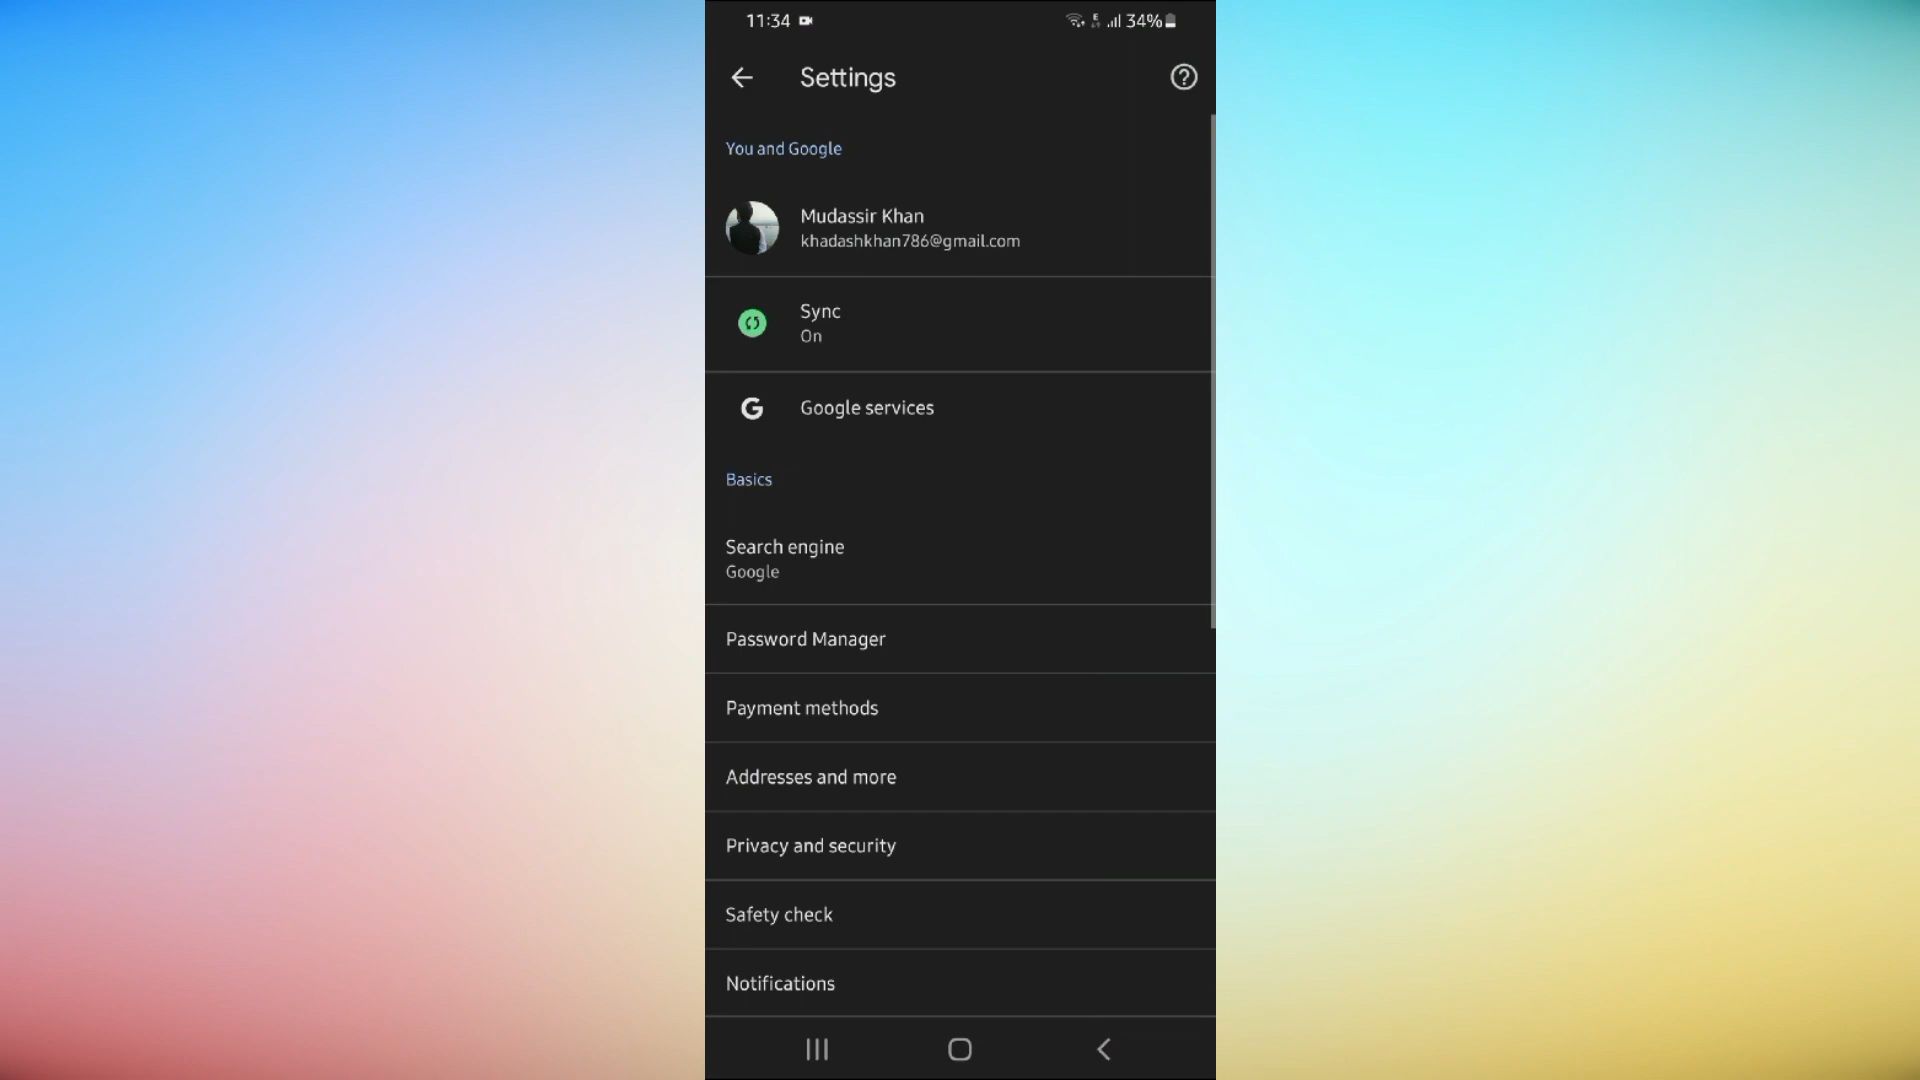 11:34
34%
Settings
You and Google
Mudassir Khan
khadashkhan786@gmail.com
Sync
On
Google services
Basics
Search engine
Google
Password Manager
Payment methods
Addresses and more
Privacy and security
Safety check
Notifications